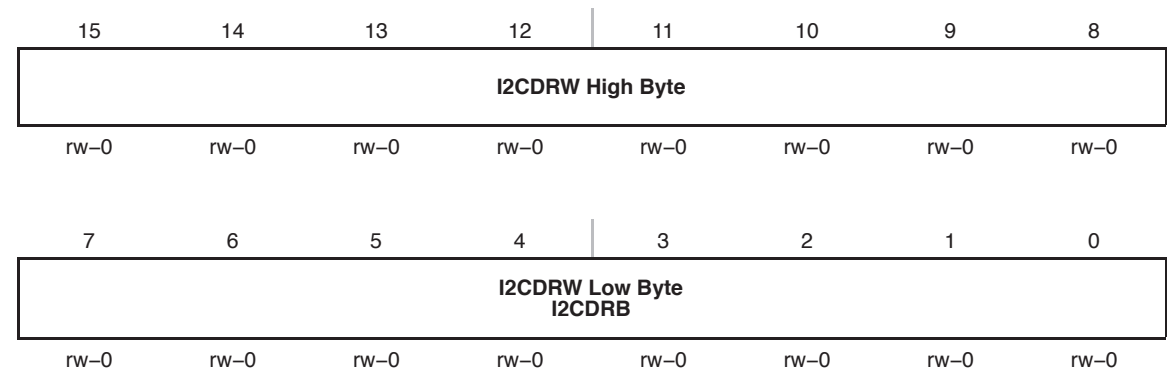 15 14 13 12 11 10 9 8
I2CDRW High Byte
rw−0 rw−0 rw−0 rw−0 rw−0 rw−0 rw−0 rw−0
7 6 5 4 3 2 1 0
I2CDRW Low Byte
I2CDRB
rw−0 rw−0 rw−0 rw−0 rw−0 rw−0 rw−0 rw−0